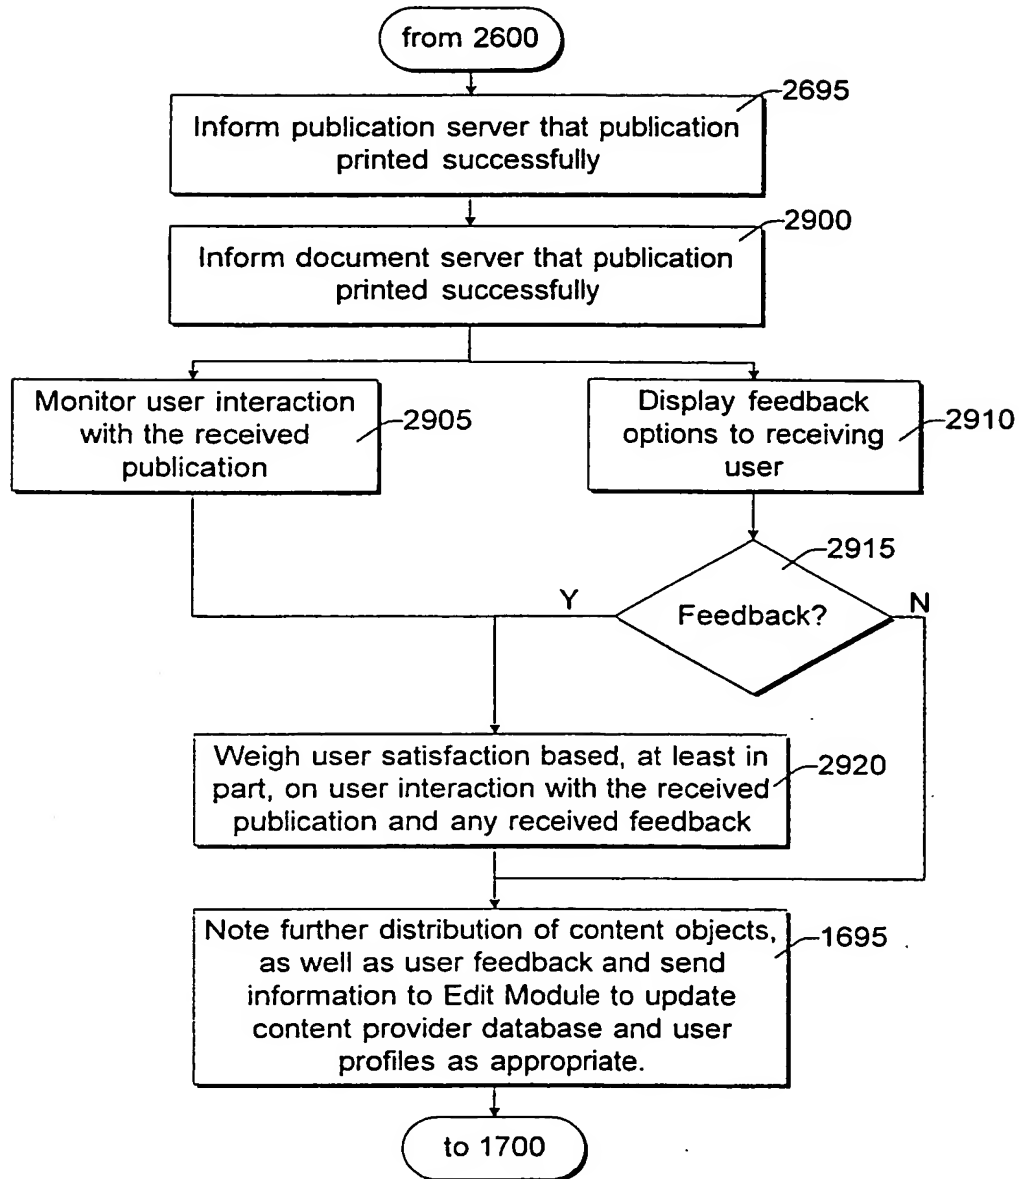 from 2600
2695
Inform publication server that publication
printed successfully
2900
Inform document server that publication
printed successfully
Monitor user interaction
with the received
publication
2905
Display feedback
options to receiving
user
2910
2915
Feedback?
Y
N
Weigh user satisfaction based, at least in
part, on user interaction with the received
publication and any received feedback
2920
Note further distribution of content objects,
as well as user feedback and send
information to Edit Module to update
content provider database and user
profiles as appropriate.
1695
to 1700